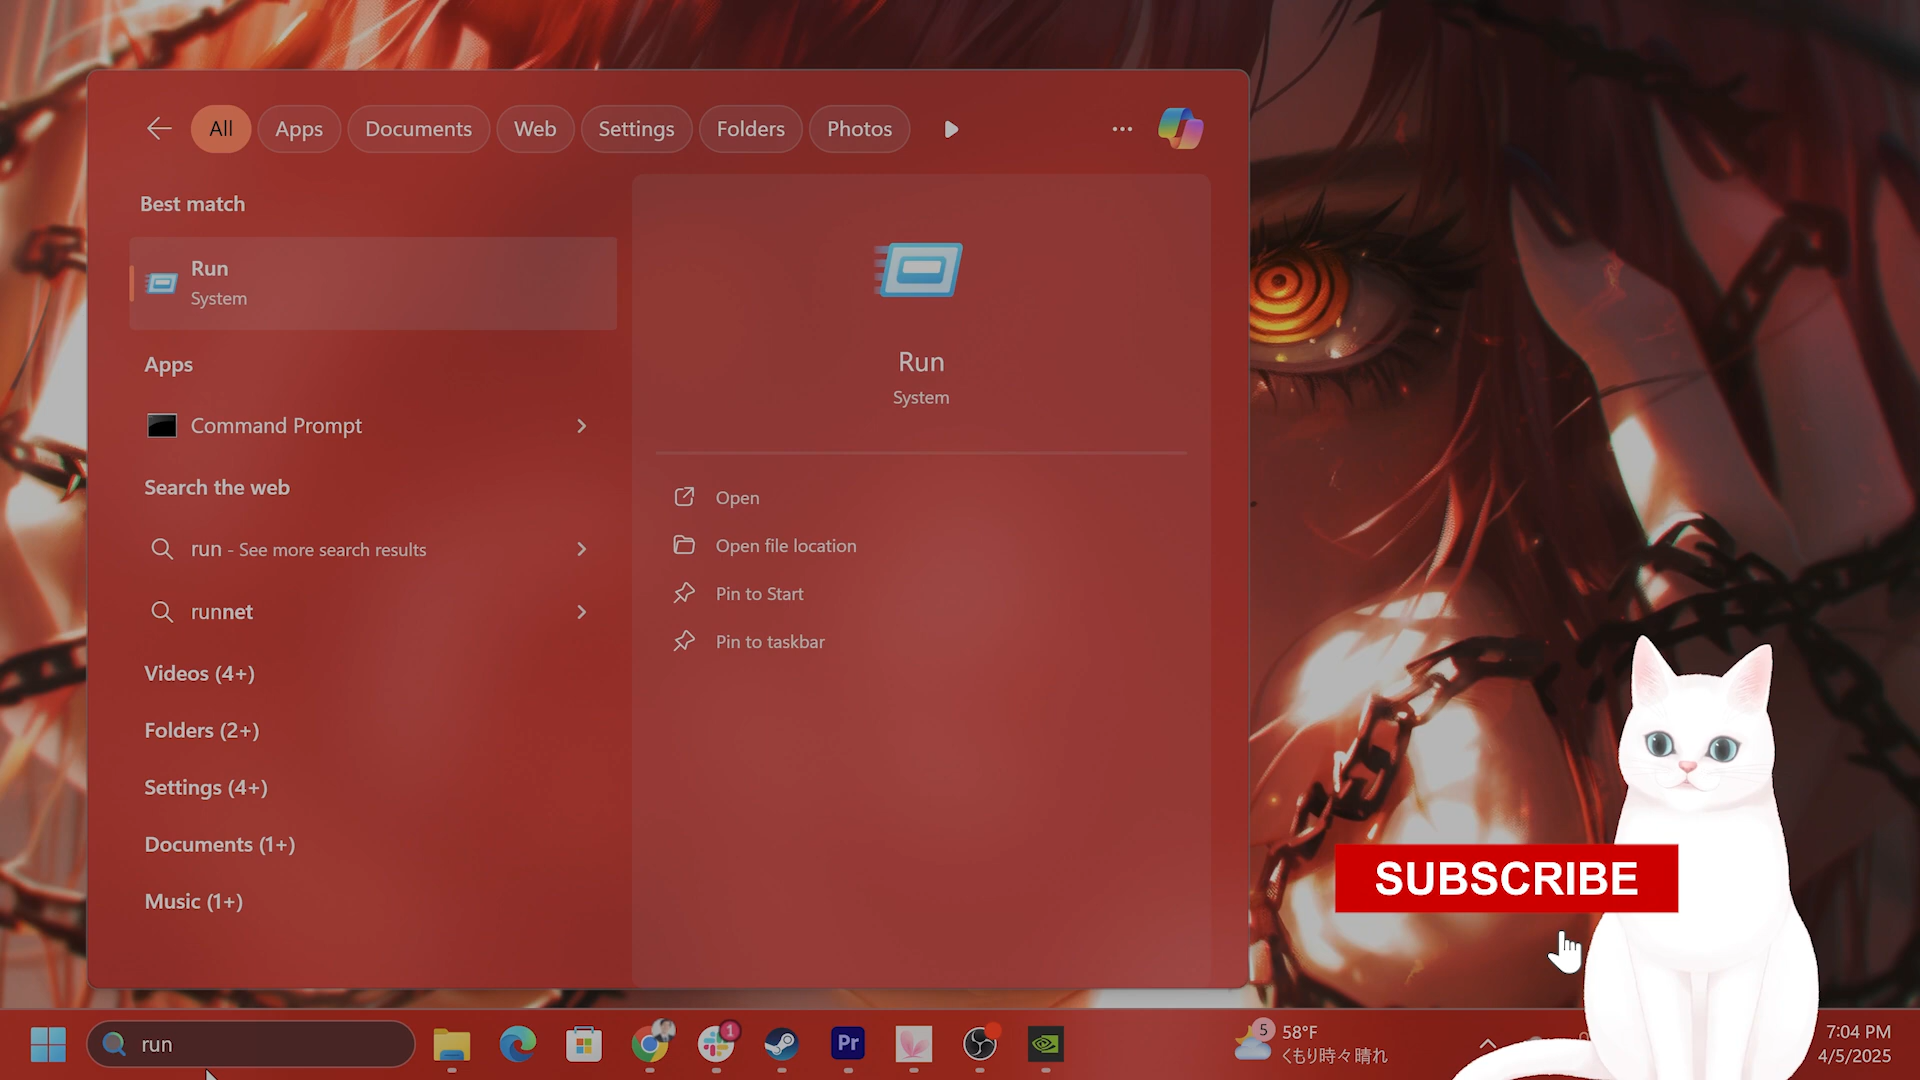 All
Apps
Documents
Web
Settings
Folders
Photos
Best match
Run
System
Apps
Command Prompt
Search the web
run - See more search results
runnet
Videos (4+)
Folders (2+)
Settings (4+)
Documents (1+)
Music (1+)
Run
System
Open
Open file location
Pin to Start
Pin to taskbar
SUBSCRIBE
run
1
Pr
5
58°F
くもり時々晴れ
7:04 PM
4/5/2025